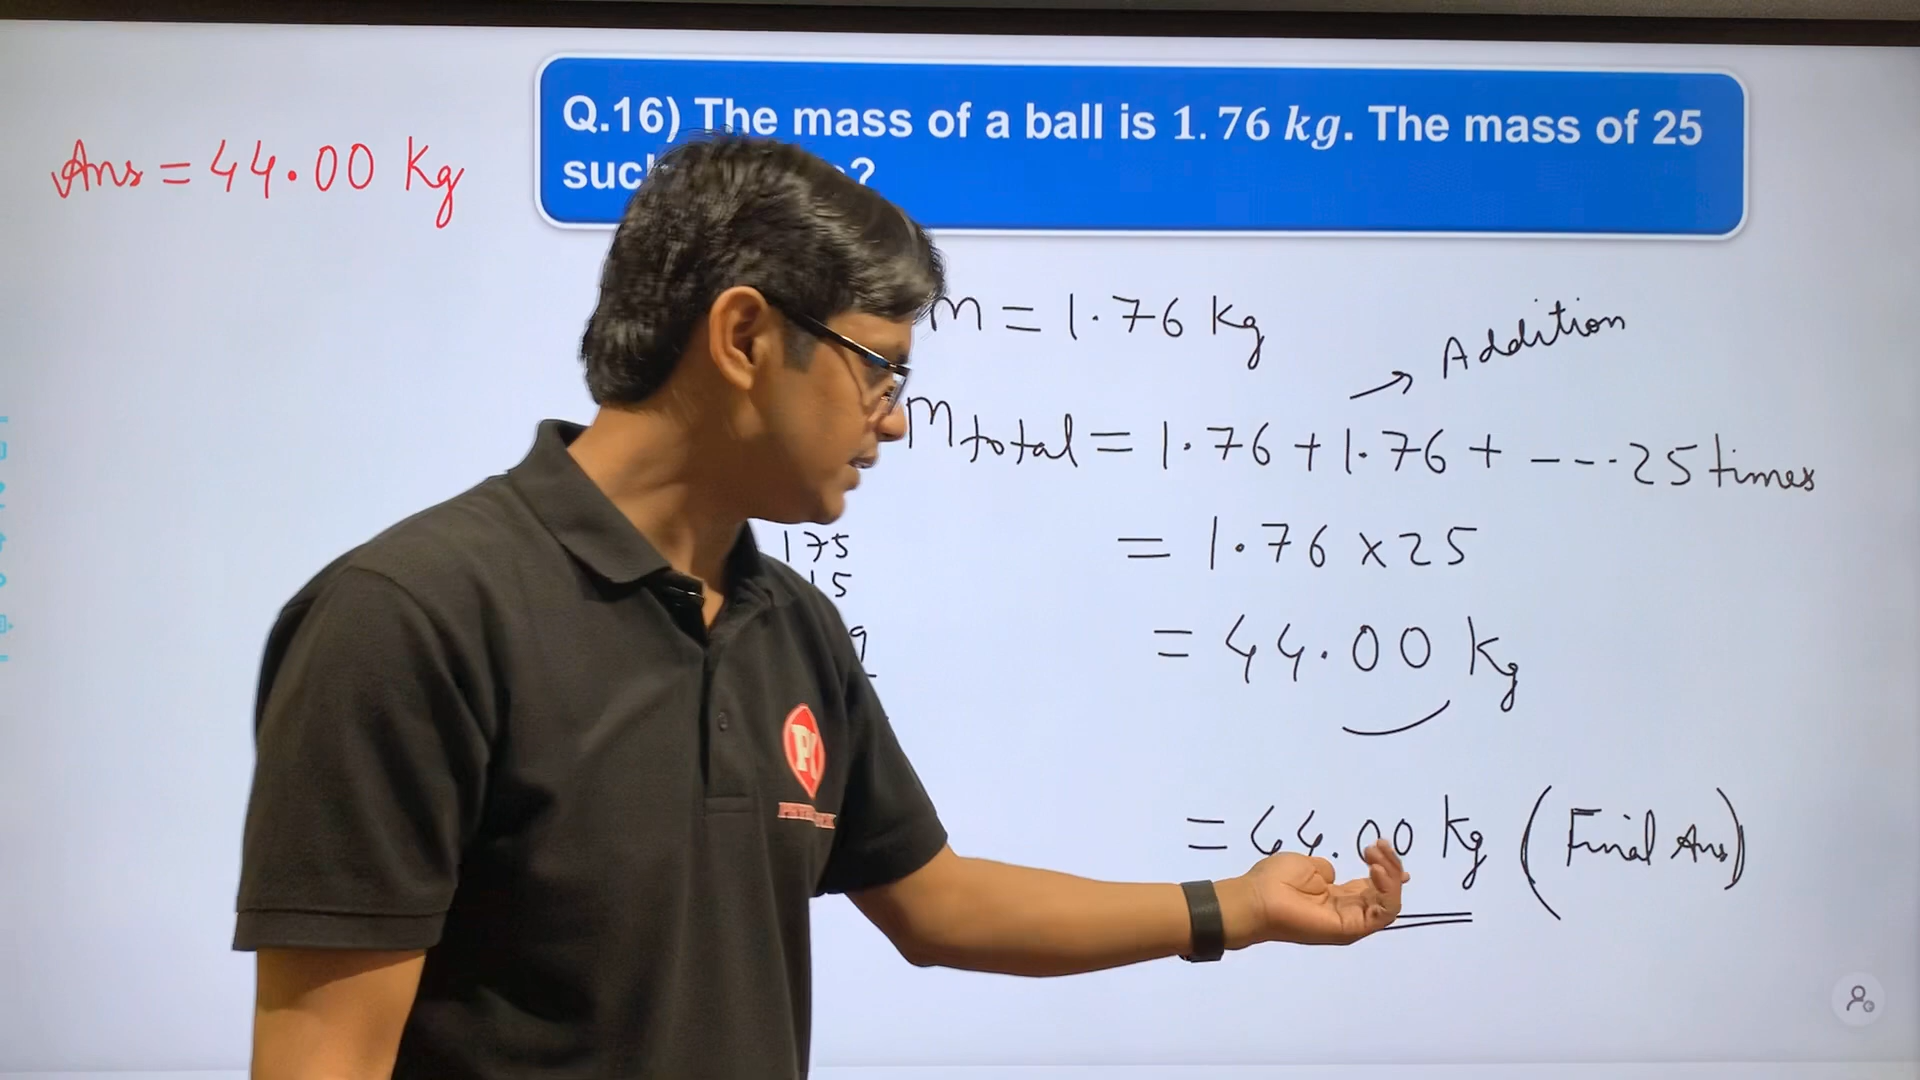 Q.16) The mass of a ball is 1.76 kg. The mass of 25
?
Ans = 44.00 Kg
m = 1.76 Kg
→ Addition
Mtotal = 1.76 + 1.76 + ---- 25 times
= 1.76 x 25
= 44.00 Kg
= 44.00 Kg (Final Ans)
175
15
9